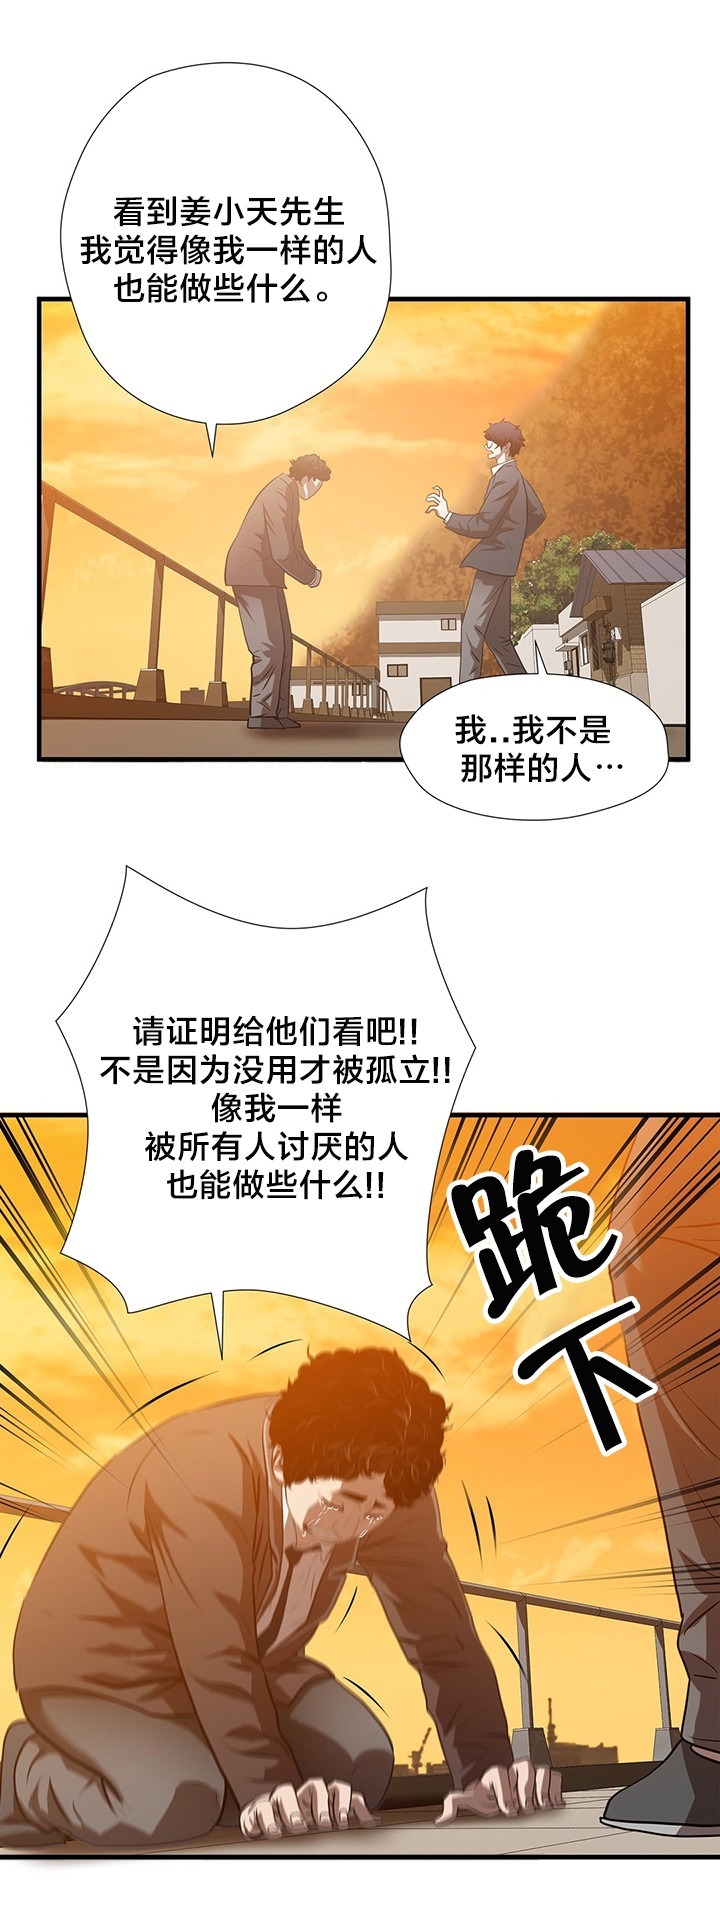 看到姜小天先生
我觉得像我一样的人
也能做些什么。
我..我不是
那样的人…
请证明给他们看吧!!
不是因为没用才被孤立!!
像我一样
被所有人讨厌的人
也能做些什么!!
跪
下